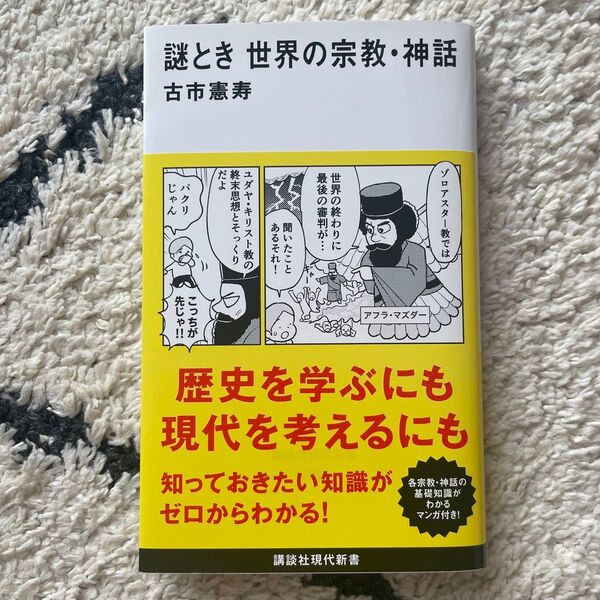 謎とき 世界の宗教・神話
古市憲寿
ゾロアスター教では
世界の終わりに
最後の審判が…
聞いたこと
あるそれ!
ギャー
アフラ・マズダー
ユダヤ・キリスト教の
終末思想とそっくり
だよ
パクリ
じゃん
こっちが
先じゃ!!
歴史を学ぶにも
現代を考えるにも
知っておきたい知識が
ゼロからわかる!
各宗教・神話の
基礎知識が
わかる
マンガ付き!
講談社現代新書